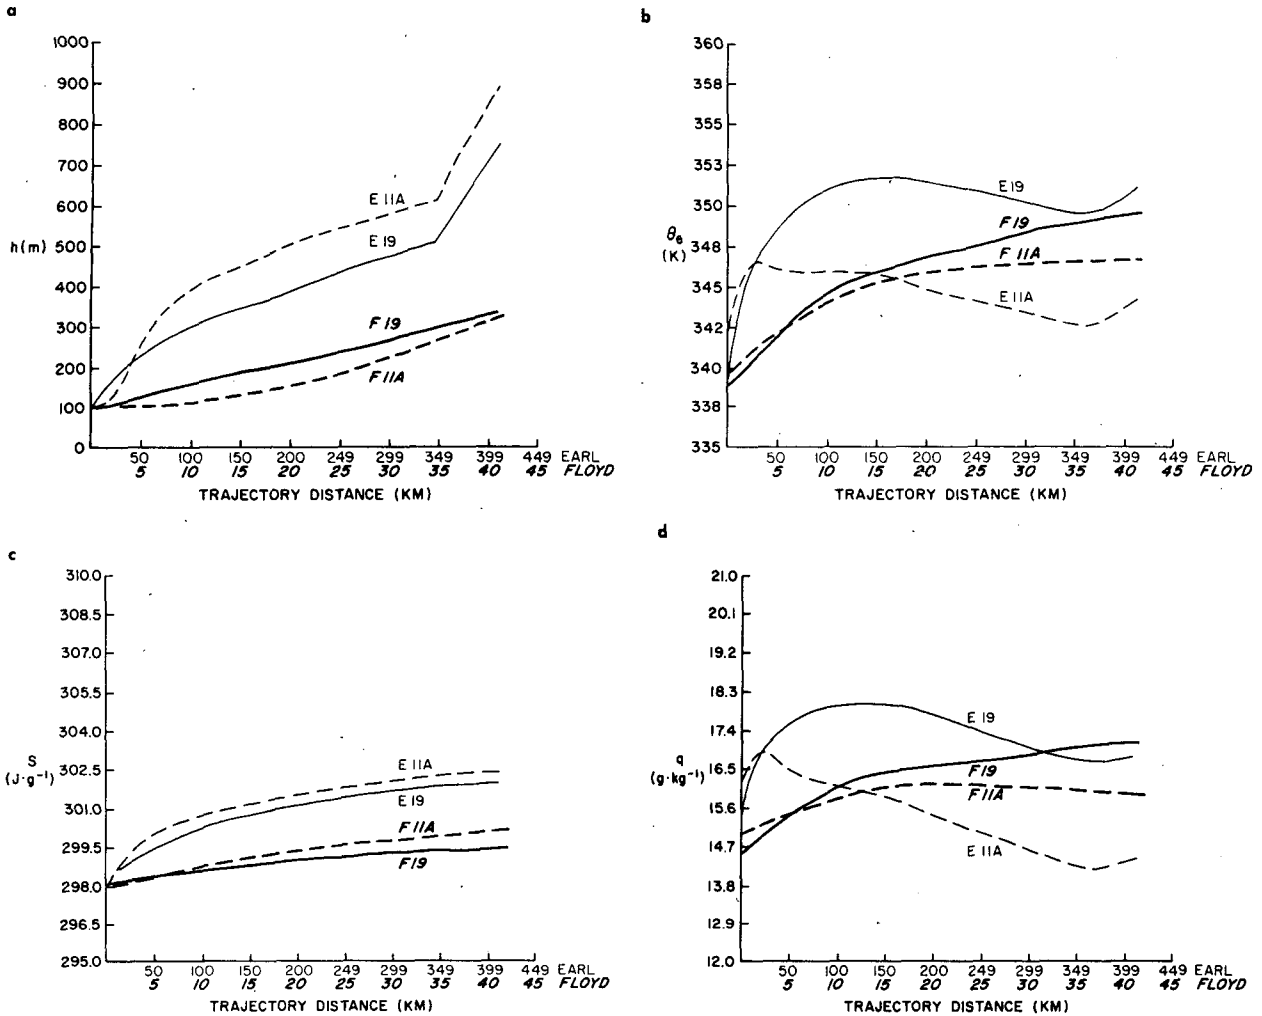 a
1000
900
800
700
600
h(m) 500
400
300
200
100
0
E 11A
E 19
F 19
F 11A
50 100 150 200 249 299 349 399 449 EARL
5 10 15 20 25 30 35 40 45 FLOYD
TRAJECTORY DISTANCE (KM)
b
360
358
355
353
350
θe
(K)
348
345
342
340
338
335
E 19
F 19
F 11A
E 11A
50 100 150 200 249 299 349 399 449 EARL
5 10 15 20 25 30 35 40 45 FLOYD
TRAJECTORY DISTANCE (KM)
c
310.0
308.5
307.0
305.5
304.0
S
(J·g⁻¹)
302.5
301.0
299.5
298.0
296.5
295.0
E 11A
E 19
F 11A
F 19
50 100 150 200 249 299 349 399 449 EARL
5 10 15 20 25 30 35 40 45 FLOYD
TRAJECTORY DISTANCE (KM)
d
21.0
20.1
19.2
18.3
17.4
q
(g·kg⁻¹)
16.5
15.6
14.7
13.8
12.9
12.0
E 19
F 19
F 11A
E 11A
50 100 150 200 249 299 349 399 449 EARL
5 10 15 20 25 30 35 40 45 FLOYD
TRAJECTORY DISTANCE (KM)